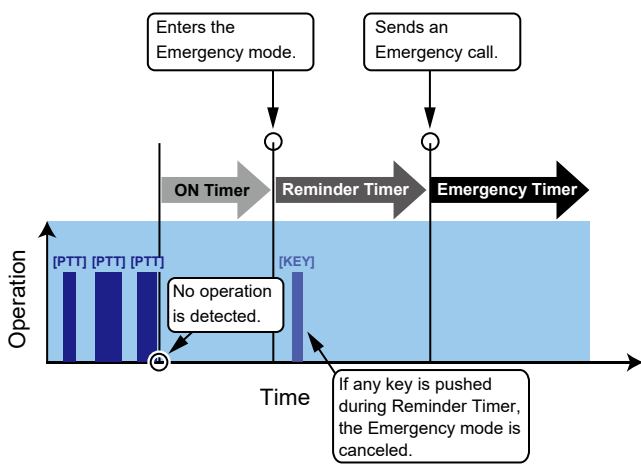 Enters the
Emergency mode.
Sends an
Emergency call.
ON Timer
Reminder Timer
Emergency Timer
[PTT] [PTT] [PTT]
[KEY]
No operation
is detected.
Operation
Time
If any key is pushed
during Reminder Timer,
the Emergency mode is
canceled.